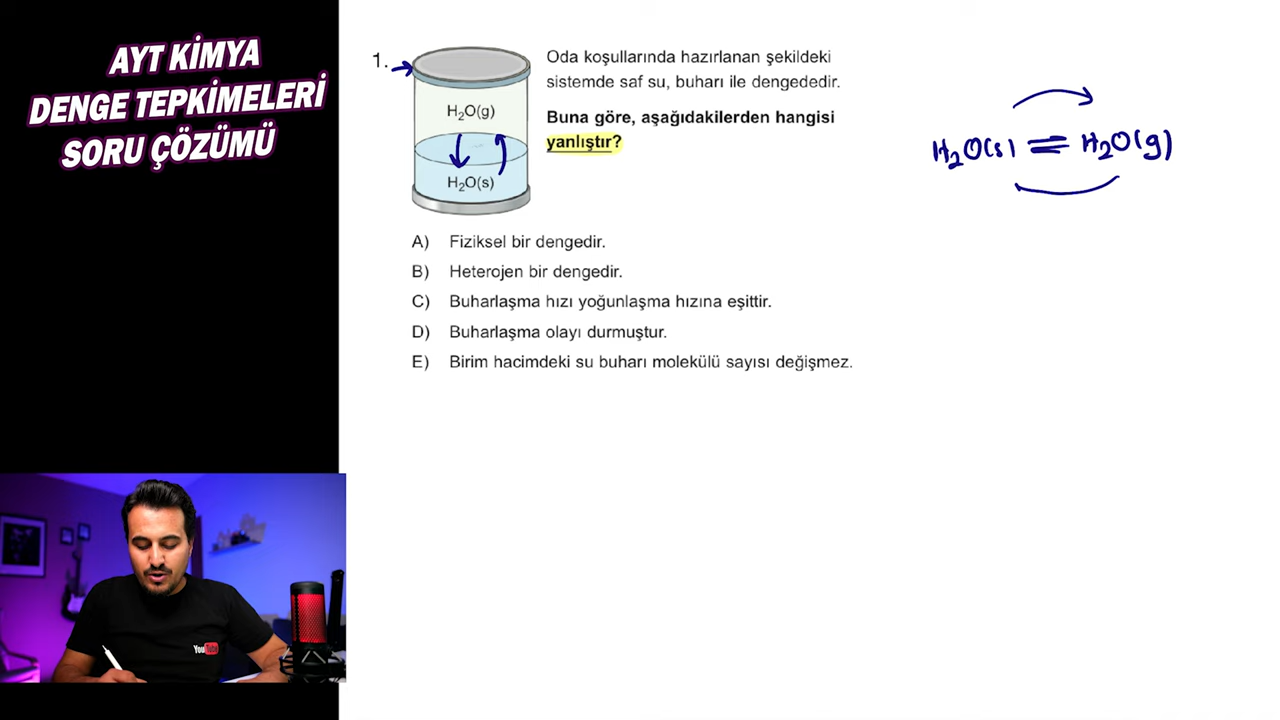 AYT KİMYA
DENGE TEPKİMELERİ
SORU ÇÖZÜMÜ
1.
H₂O(g)
H₂O(s)
Oda koşullarında hazırlanan şekildeki
sistemde saf su, buharı ile dengededir.
Buna göre, aşağıdakilerden hangisi
yanlıştır?
H₂O(s) ⇌ H₂O(g)
A) Fiziksel bir dengedir.
B) Heterojen bir dengedir.
C) Buharlaşma hızı yoğunlaşma hızına eşittir.
D) Buharlaşma olayı durmuştur.
E) Birim hacimdeki su buharı molekülü sayısı değişmez.
YouTube